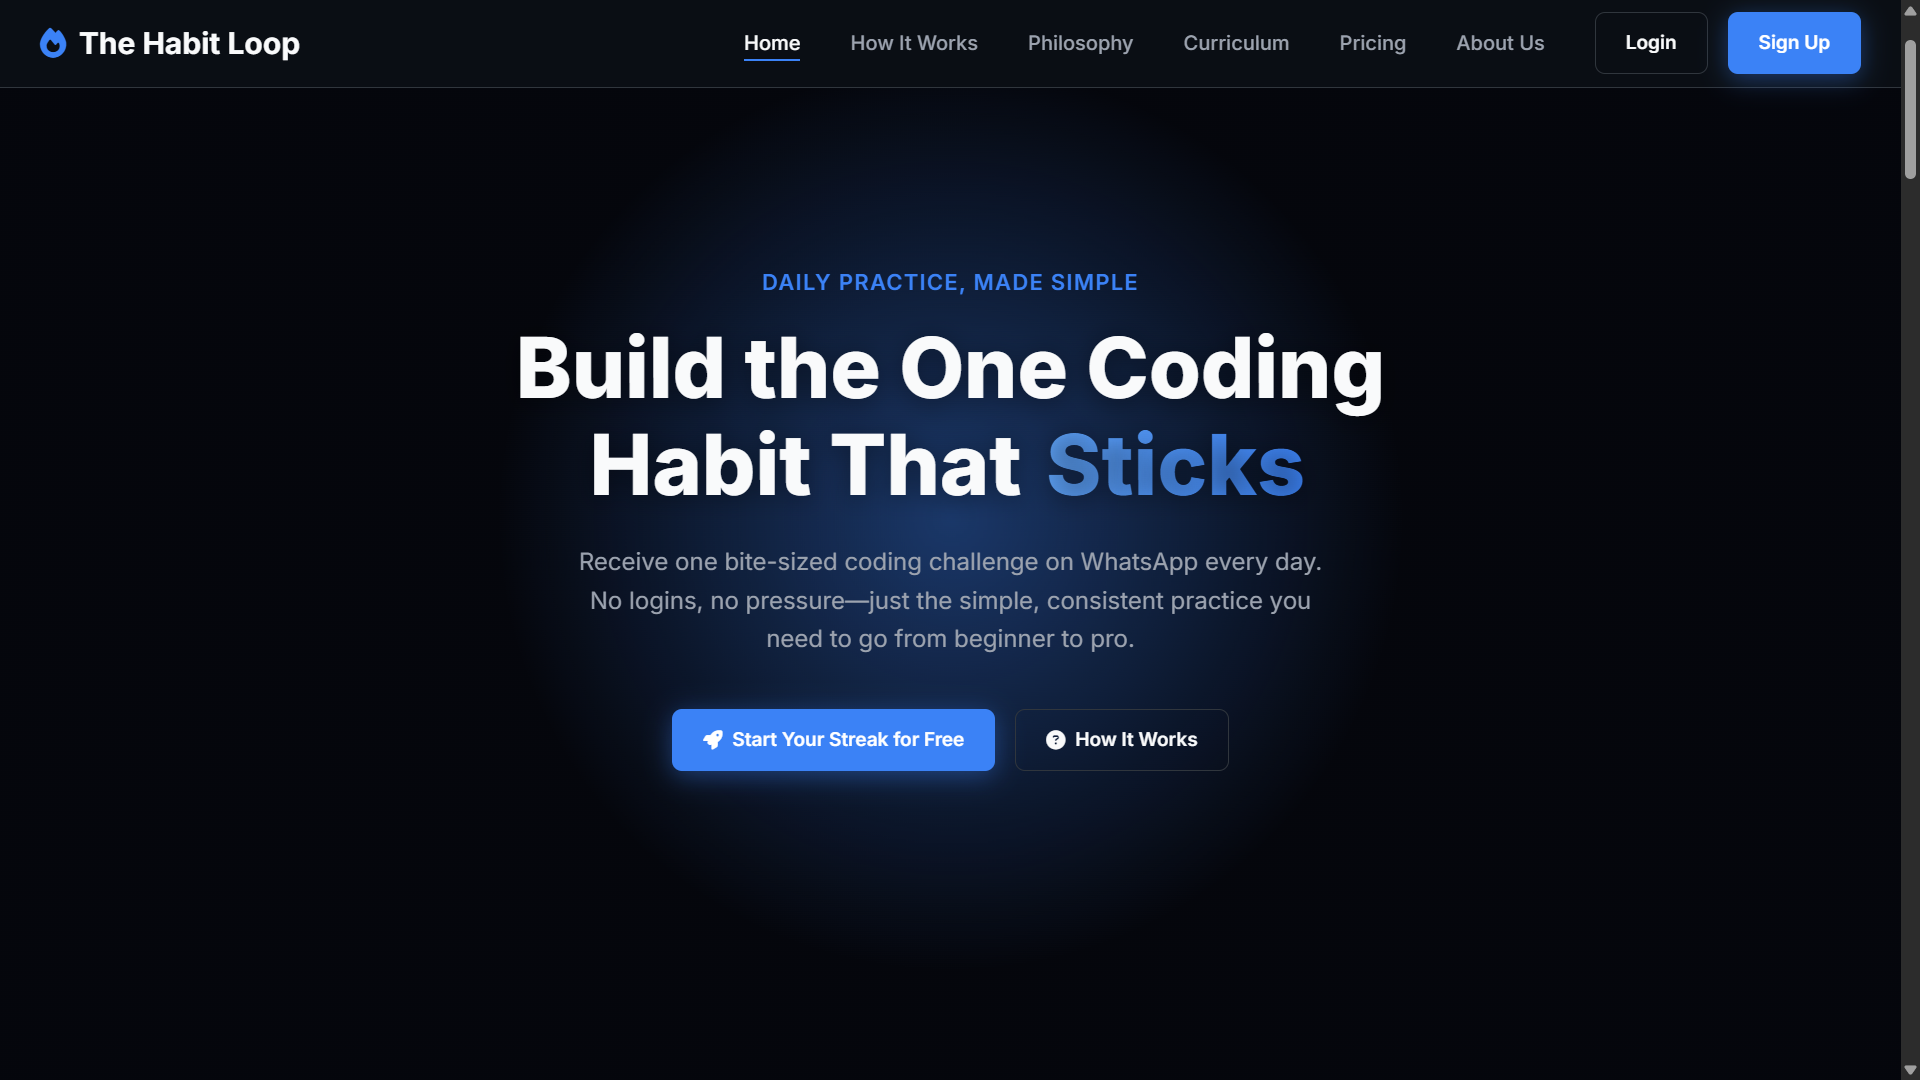 The Habit Loop
Home
How It Works
Philosophy
Curriculum
Pricing
About Us
Login
Sign Up
DAILY PRACTICE, MADE SIMPLE
Build the One Coding
Habit That Sticks
Receive one bite-sized coding challenge on WhatsApp every day.
No logins, no pressure—just the simple, consistent practice you
need to go from beginner to pro.
Start Your Streak for Free
How It Works